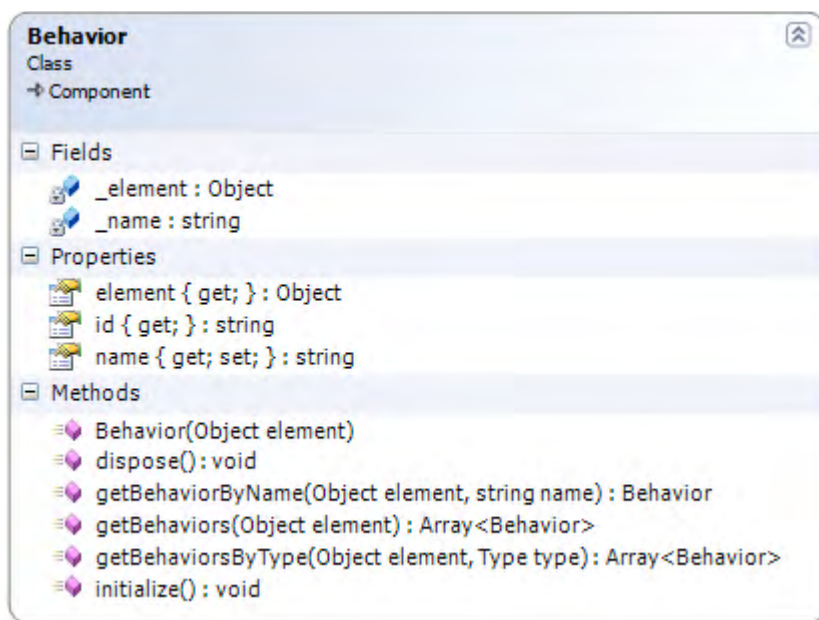 Behavior
Class
Component
Fields
_element : Object
_name : string
Properties
element { get; } : Object
id { get; } : string
name { get; set; } : string
Methods
Behavior(Object element)
dispose() : void
getBehaviorByName(Object element, string name) : Behavior
getBehaviors(Object element) : Array<Behavior>
getBehaviorsByType(Object element, Type type) : Array<Behavior>
initialize() : void